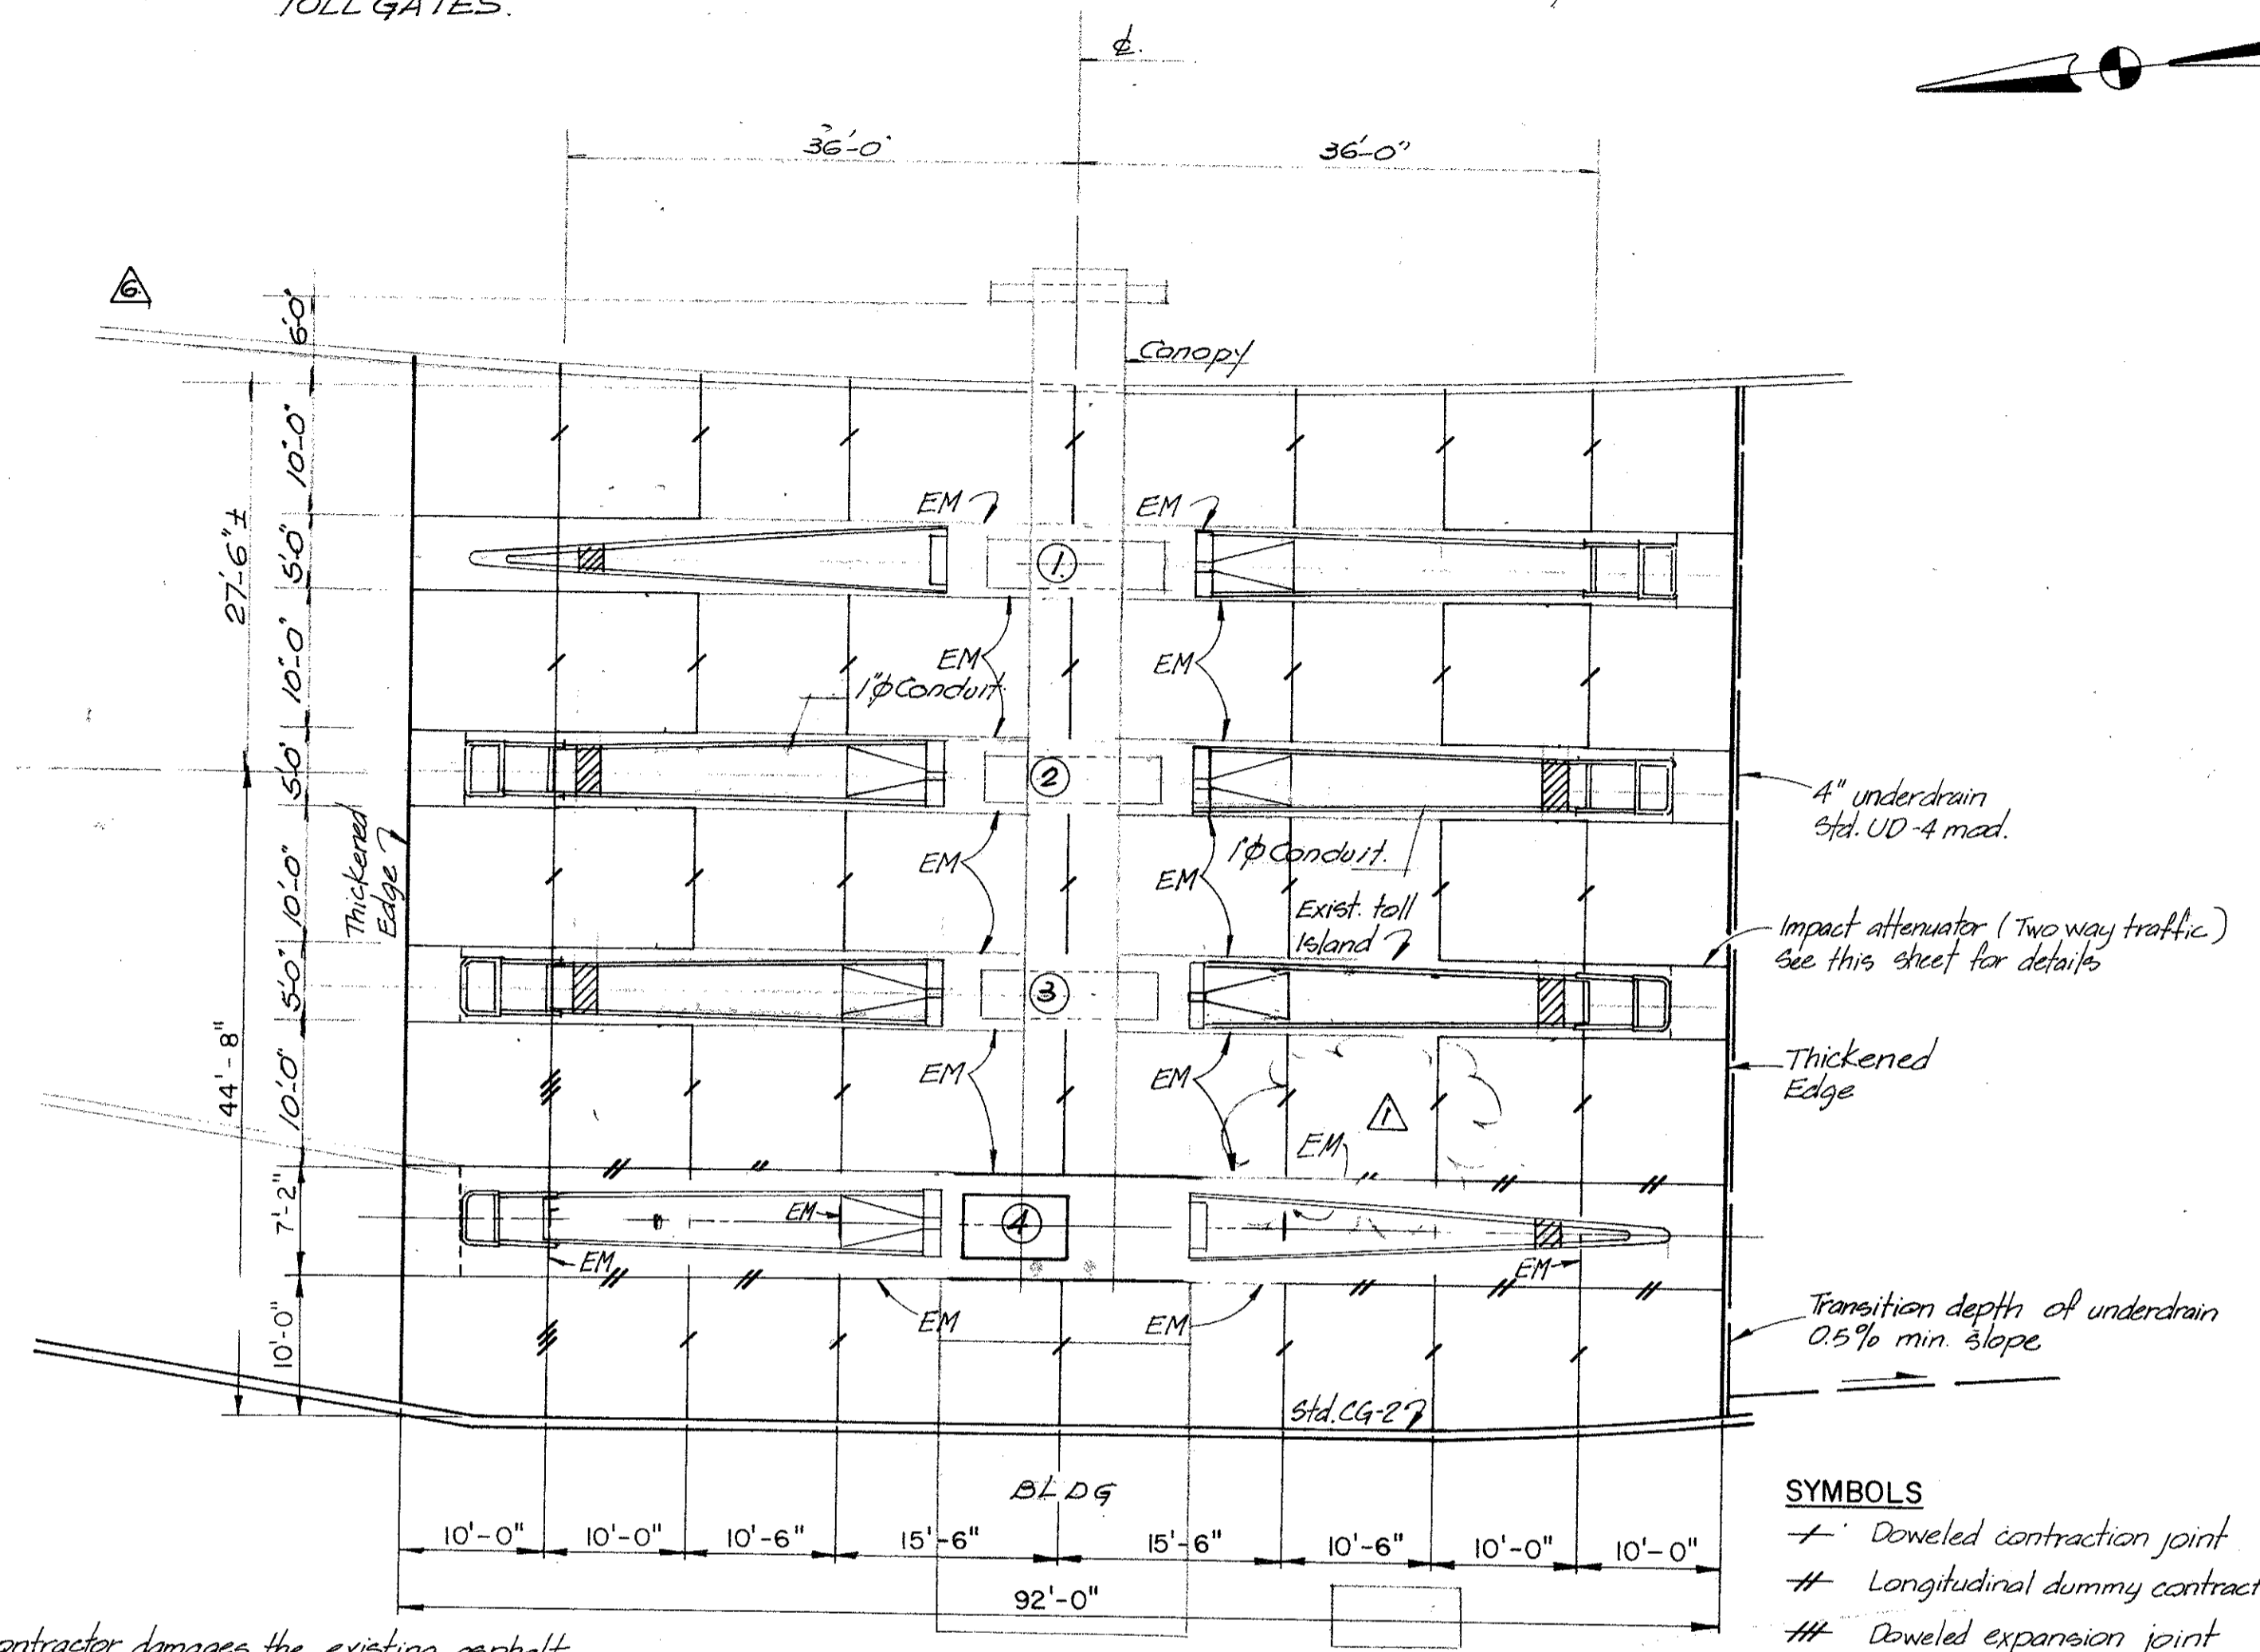 TOLL GATES.
℄.
36'-0'
36'-0"
6
6'-0"
Canopy
10'-0"
EM
EM
27'-6"±
5'-0"
1.
10'-0"
EM
EM
1"φ Conduit.
5'-0"
2
4" underdrain
Std. UD-4 mod.
Thickened
Edge
10'-0"
EM
EM
1"φ Conduit.
Exist. toll
Island
Impact attenuator (Two way traffic)
See this sheet for details
5'-0"
3
44'-8"
10'-0"
EM
EM
1
Thickened
Edge
EM
7'-2"
EM
4
EM
EM
10'-0"
EM
EM
Transition depth of underdrain
0.5% min. slope
Std. CG-2
BLDG
10'-0" 10'-0" 10'-6" 15'-6" 15'-6" 10'-6" 10'-0" 10'-0"
92'-0"
SYMBOLS
Doweled contraction joint
Longitudinal dummy contract
Doweled expansion joint
ontractor damages the existing asphalt